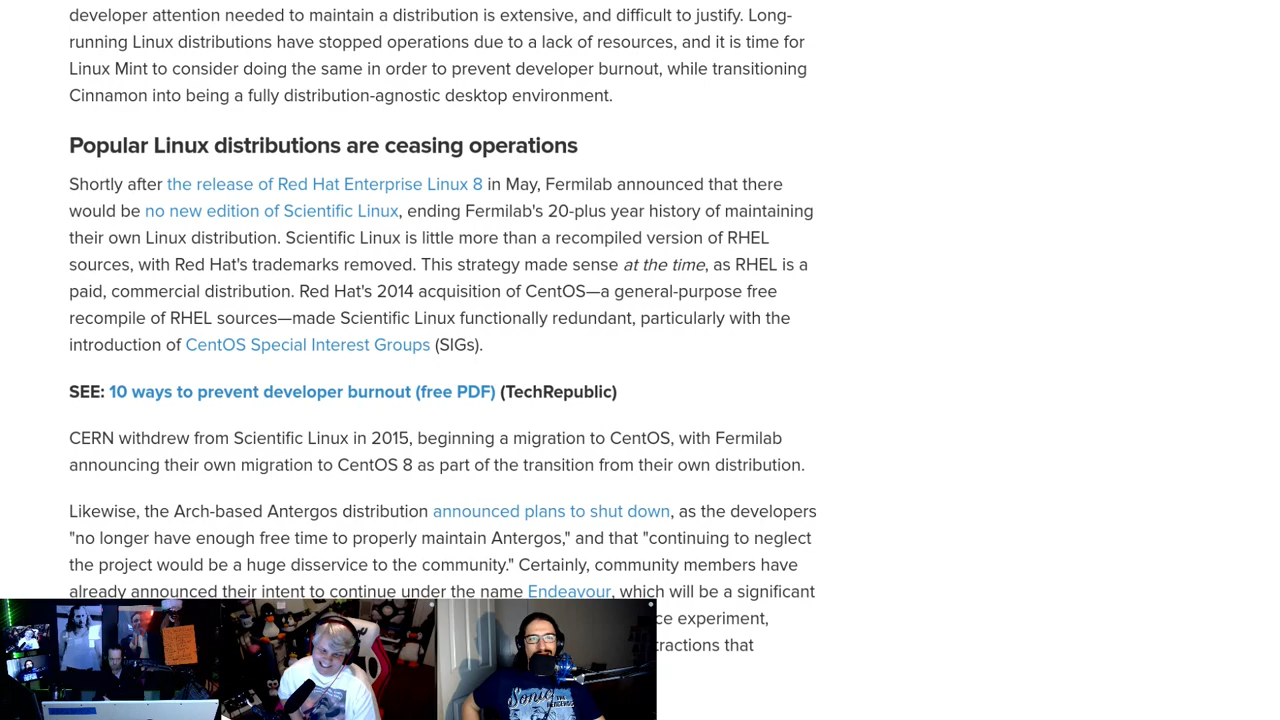 developer attention needed to maintain a distribution is extensive, and difficult to justify. Long-
running Linux distributions have stopped operations due to a lack of resources, and it is time for
Linux Mint to consider doing the same in order to prevent developer burnout, while transitioning
Cinnamon into being a fully distribution-agnostic desktop environment.
Popular Linux distributions are ceasing operations
Shortly after the release of Red Hat Enterprise Linux 8 in May, Fermilab announced that there
would be no new edition of Scientific Linux, ending Fermilab's 20-plus year history of maintaining
their own Linux distribution. Scientific Linux is little more than a recompiled version of RHEL
sources, with Red Hat's trademarks removed. This strategy made sense at the time, as RHEL is a
paid, commercial distribution. Red Hat's 2014 acquisition of CentOS—a general-purpose free
recompile of RHEL sources—made Scientific Linux functionally redundant, particularly with the
introduction of CentOS Special Interest Groups (SIGs).
SEE: 10 ways to prevent developer burnout (free PDF) (TechRepublic)
CERN withdrew from Scientific Linux in 2015, beginning a migration to CentOS, with Fermilab
announcing their own migration to CentOS 8 as part of the transition from their own distribution.
Likewise, the Arch-based Antergos distribution announced plans to shut down, as the developers
"no longer have enough free time to properly maintain Antergos," and that "continuing to neglect
the project would be a huge disservice to the community." Certainly, community members have
already announced their intent to continue under the name Endeavour, which will be a significant
ce experiment,
tractions that
Sonic